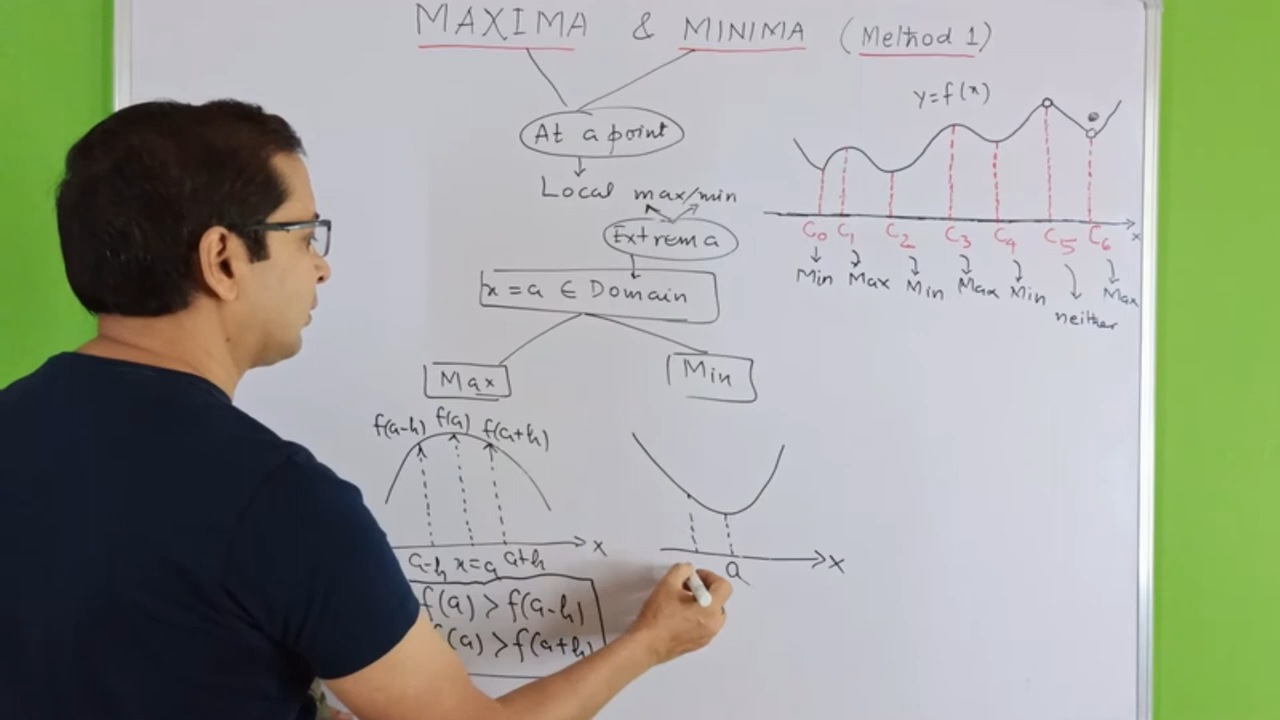 MAXIMA & MINIMA (Method 1)
At a point
Local max/min
Extrema
x = a ∈ Domain
Max
Min
f(a-h) f(a) f(a+h)
a-h x=a a+h x
f(a) > f(a-h)
(a) > f(a+h)
a x
y=f(x)
C0 C1 C2 C3 C4 C5 C6 x
Min Max Min Max Min neither Max